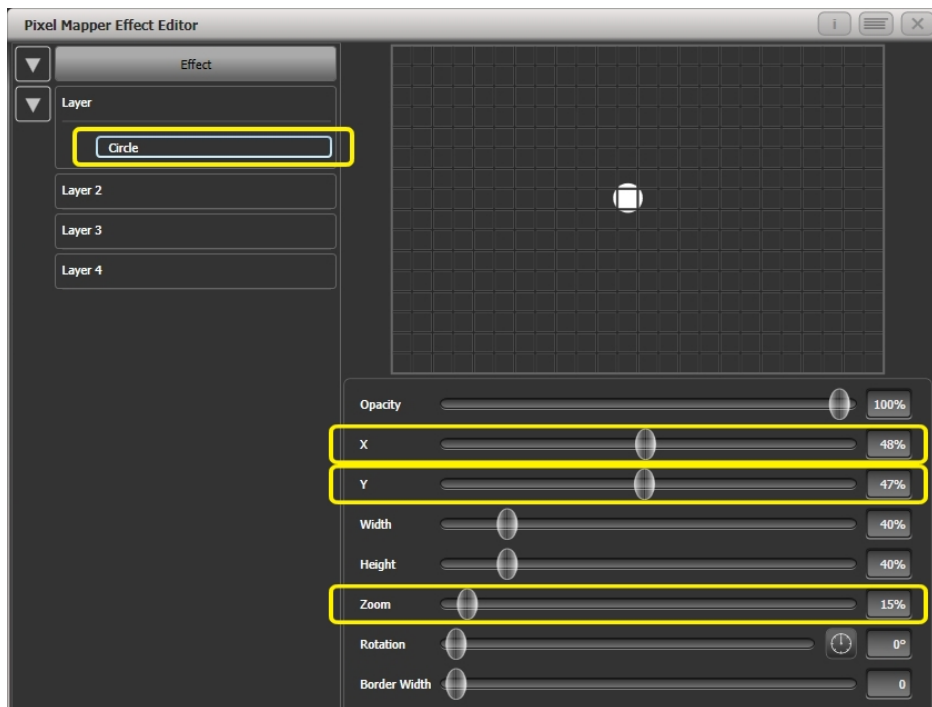 Pixel Mapper Effect Editor
i
Effect
Layer
Circle
Layer 2
Layer 3
Layer 4
Opacity 100%
X 48%
Y 47%
Width 40%
Height 40%
Zoom 15%
Rotation 0°
Border Width 0